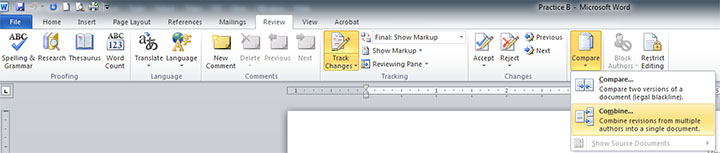 Practice B - Microsoft Word
File Home Insert Page Layout References Mailings Review View Acrobat
ABC Spelling & Grammar
Research
Thesaurus
ABC 123 Word Count
Proofing
Translate
Language
Language
New Comment
Delete
Previous
Next
Comments
Track Changes
Final: Show Markup
Show Markup
Reviewing Pane
Tracking
Accept
Reject
Previous
Next
Changes
Compare
Block Authors
Restrict Editing
Compare...
Compare two versions of a
document (legal blackline).
Combine...
Combine revisions from multiple
authors into a single document.
Show Source Documents